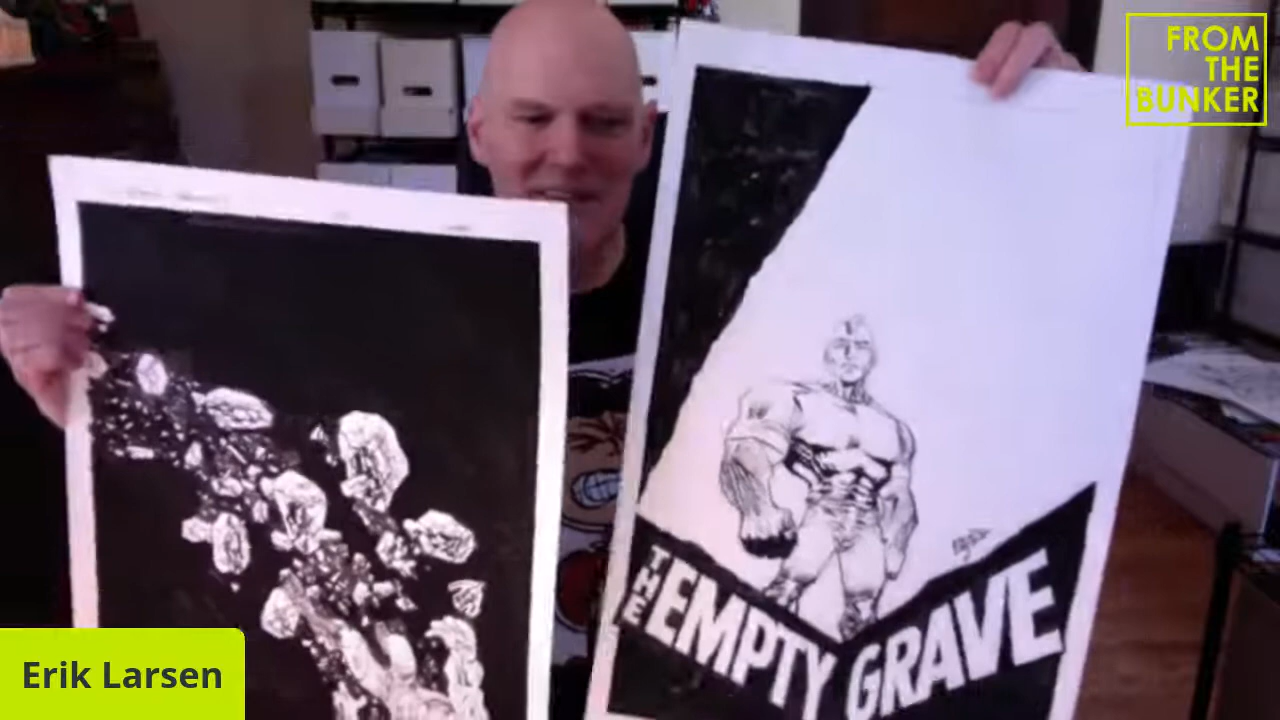 FROM
THE
BUNKER
THE
EMPTY GRAVE
Erik Larsen